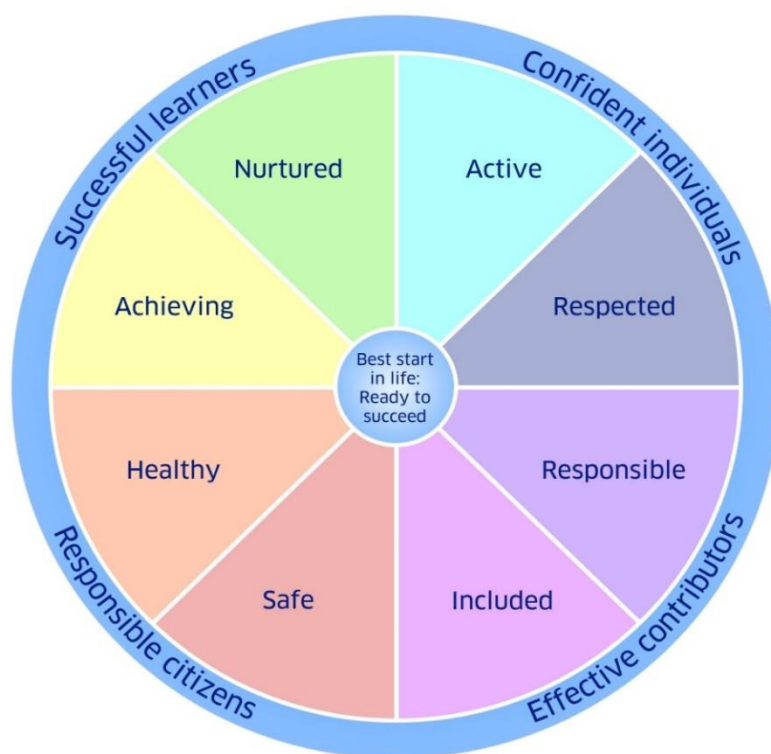 Successful learners
Confident individuals
Nurtured
Active
Achieving
Respected
Best start
in life:
Ready to
succeed
Healthy
Responsible
Safe
Included
Responsible citizens
Effective contributors